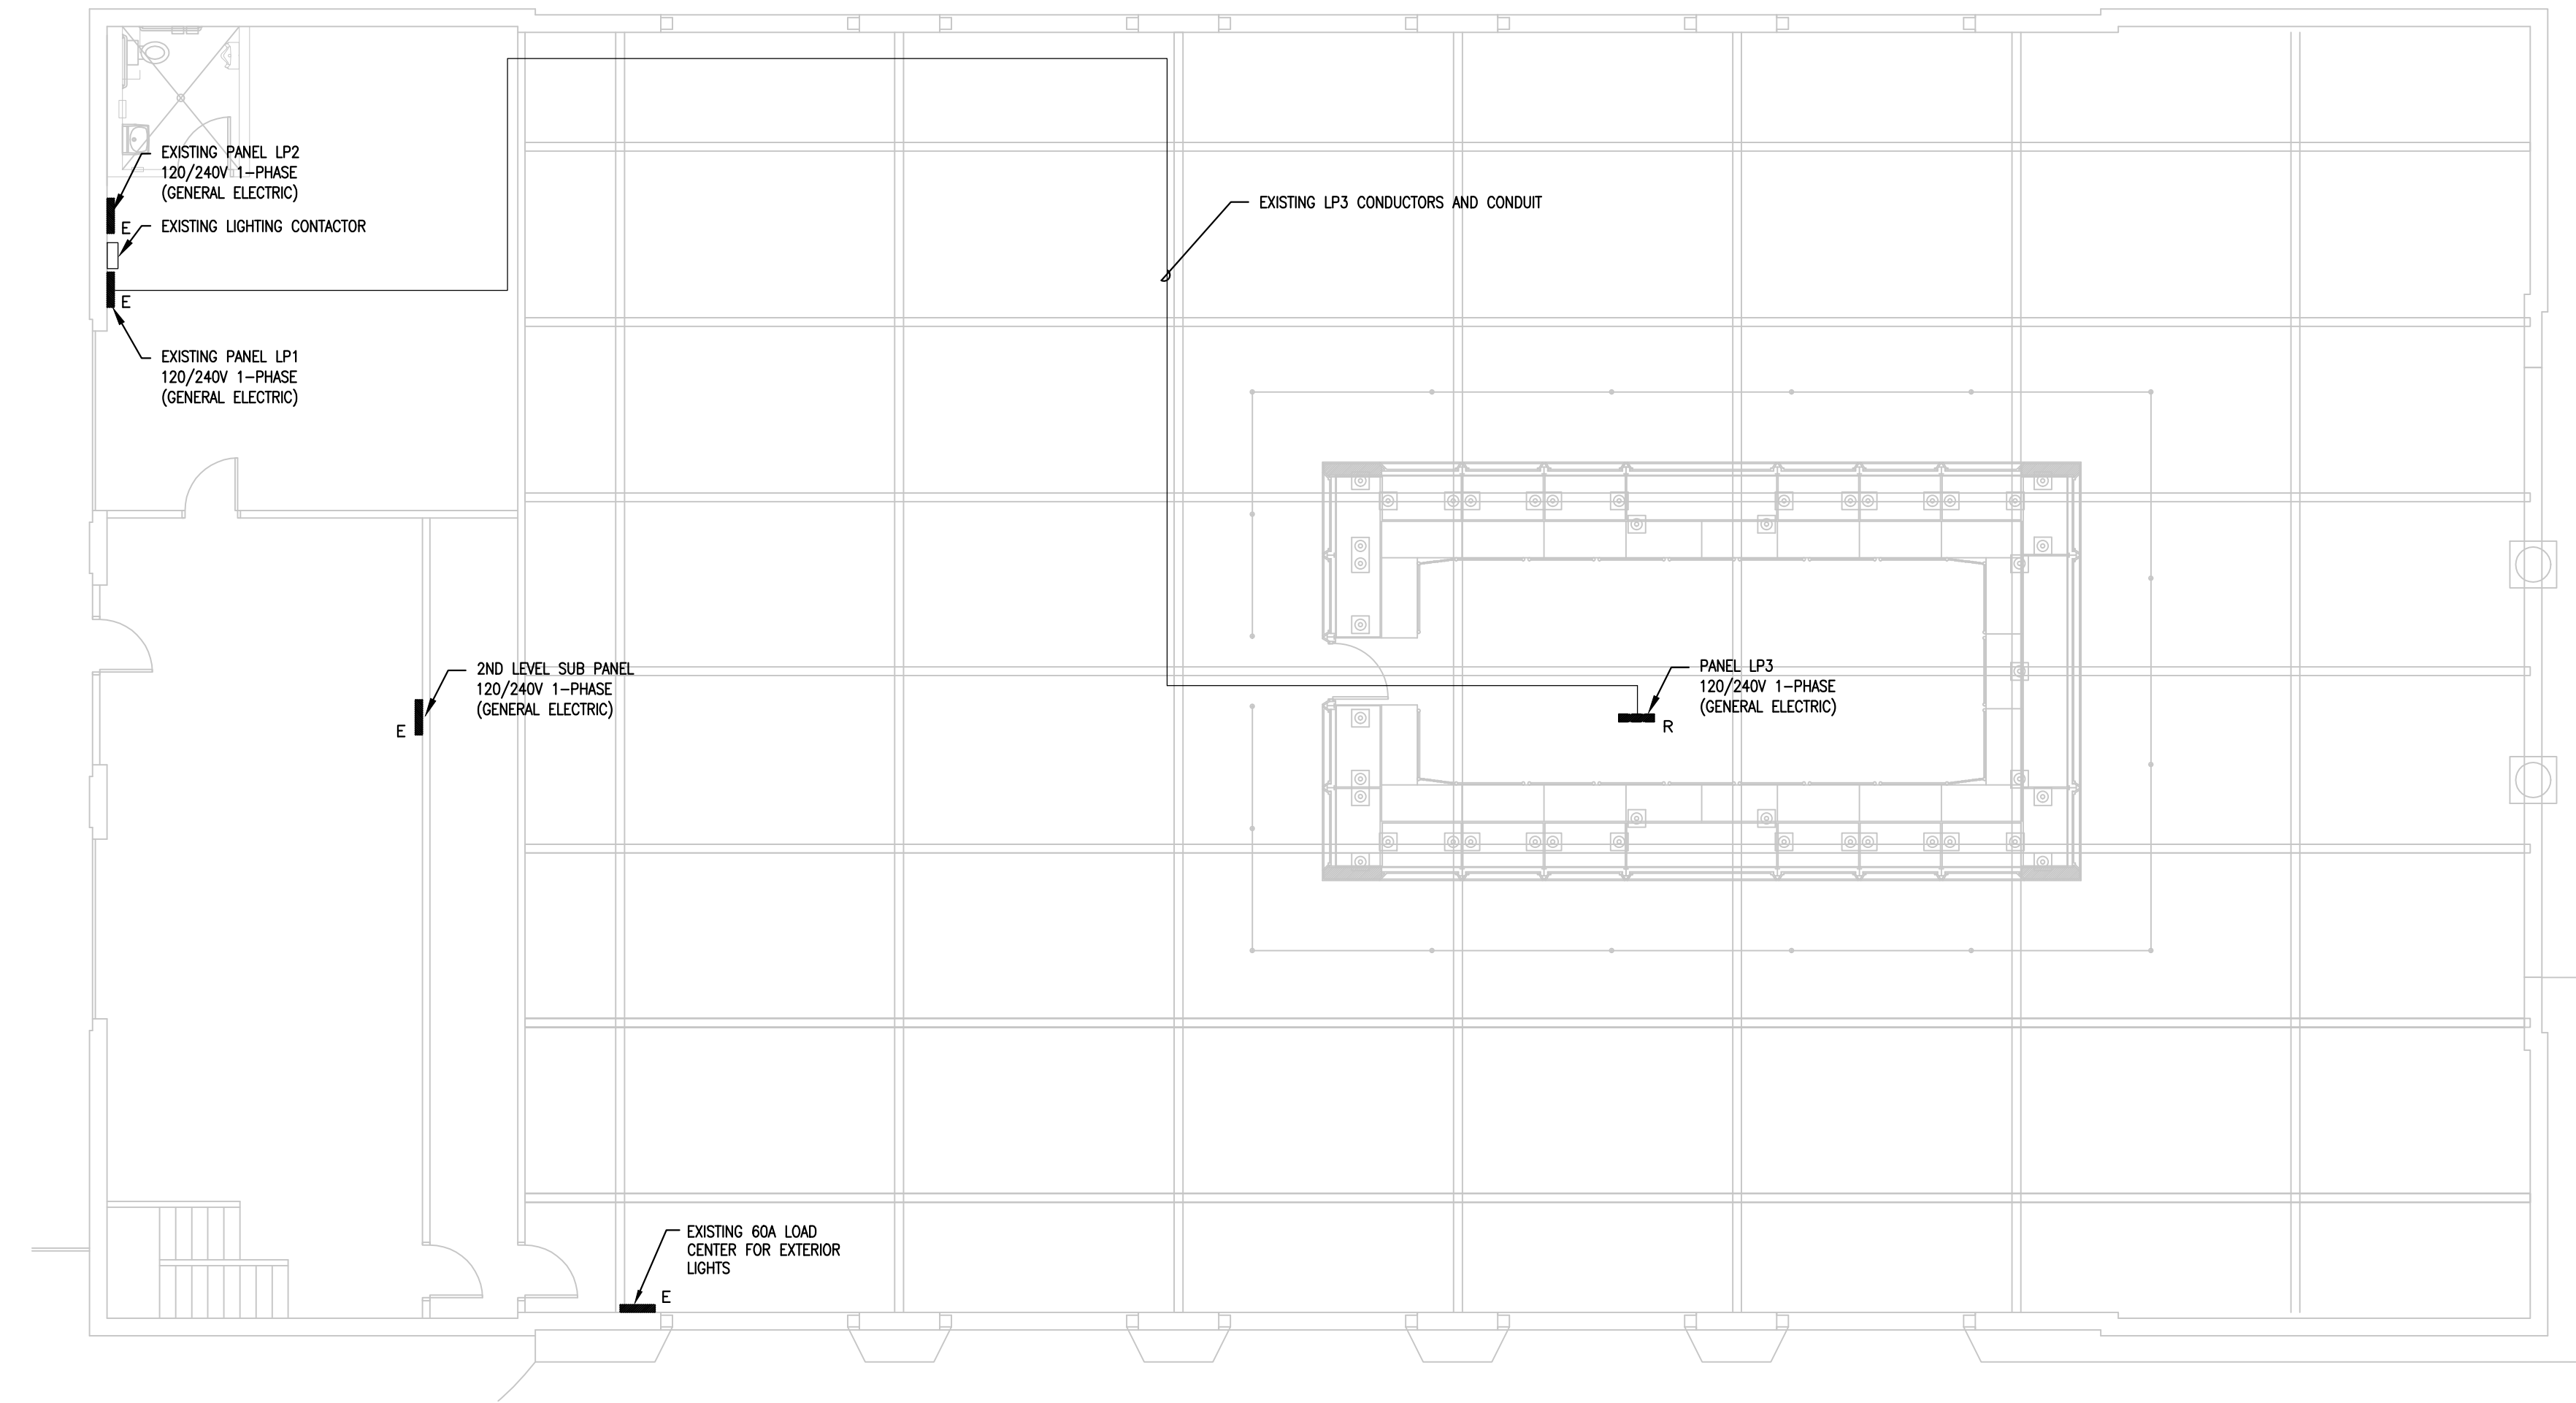 EXISTING PANEL LP2
120/240V 1-PHASE
(GENERAL ELECTRIC)
E
EXISTING LIGHTING CONTACTOR
E
EXISTING PANEL LP1
120/240V 1-PHASE
(GENERAL ELECTRIC)
EXISTING LP3 CONDUCTORS AND CONDUIT
2ND LEVEL SUB PANEL
120/240V 1-PHASE
(GENERAL ELECTRIC)
E
PANEL LP3
120/240V 1-PHASE
(GENERAL ELECTRIC)
R
EXISTING 60A LOAD
CENTER FOR EXTERIOR
LIGHTS
E